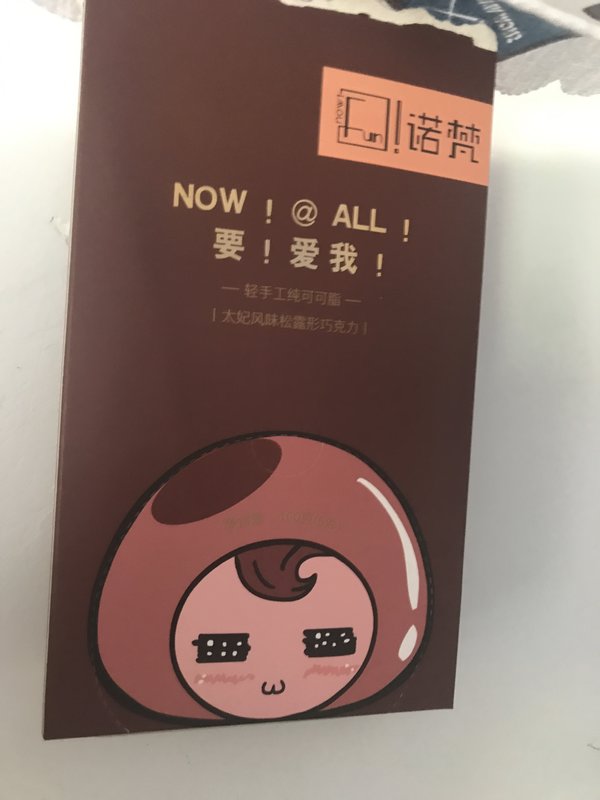 now Fun!诺梵
NOW ! @ ALL !
要 ! 爱 我 !
— 轻手工纯可可脂 —
| 太妃风味松露形巧克力 |